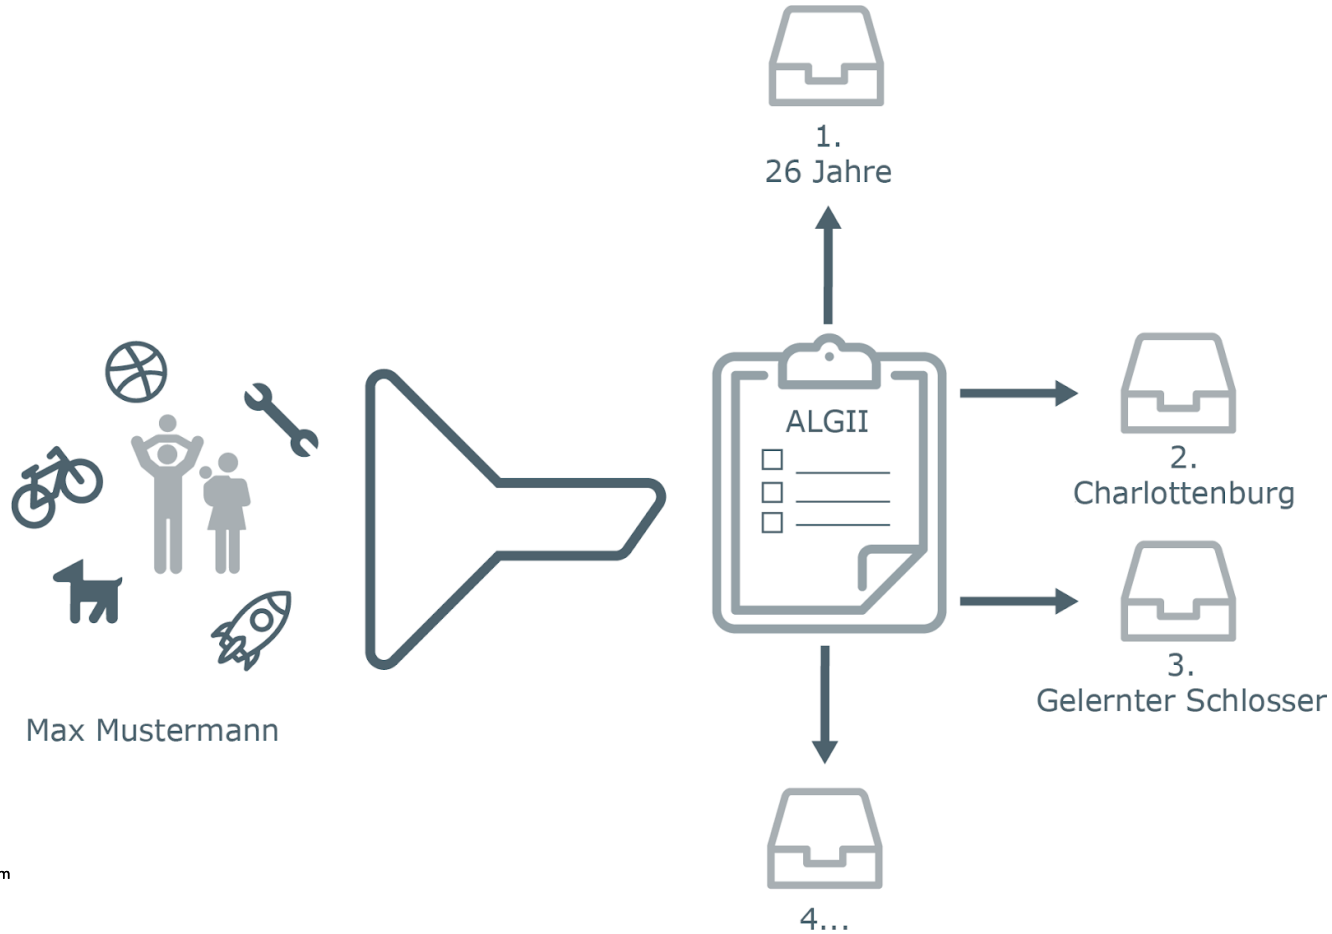 1.
26 Jahre
ALGII
2.
Charlottenburg
3.
Gelernter Schlosser
Max Mustermann
m
4...